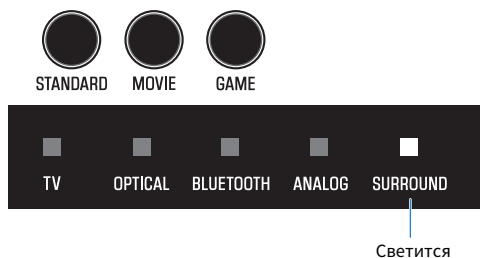 STANDARD MOVIE GAME
TV OPTICAL BLUETOOTH ANALOG SURROUND
Светится